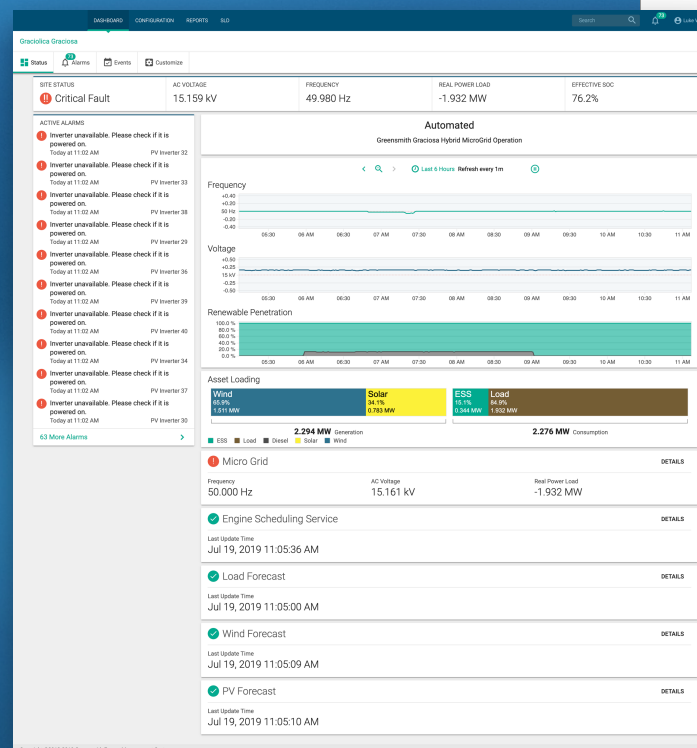 DASHBOARD CONFIGURATION REPORTS SLO Search 73 Luke
Graciolica Graciosa
Status 73 Alarms Events Customize
SITE STATUS AC VOLTAGE FREQUENCY REAL POWER LOAD EFFECTIVE SOC
Critical Fault 15.159 kV 49.980 Hz -1.932 MW 76.2%
ACTIVE ALARMS
Inverter unavailable. Please check if it is
powered on.
Today at 11:02 AM PV Inverter 32
Inverter unavailable. Please check if it is
powered on.
Today at 11:02 AM PV Inverter 33
Inverter unavailable. Please check if it is
powered on.
Today at 11:02 AM PV Inverter 38
Inverter unavailable. Please check if it is
powered on.
Today at 11:02 AM PV Inverter 29
Inverter unavailable. Please check if it is
powered on.
Today at 11:02 AM PV Inverter 36
Inverter unavailable. Please check if it is
powered on.
Today at 11:02 AM PV Inverter 39
Inverter unavailable. Please check if it is
powered on.
Today at 11:02 AM PV Inverter 40
Inverter unavailable. Please check if it is
powered on.
Today at 11:02 AM PV Inverter 34
Inverter unavailable. Please check if it is
powered on.
Today at 11:02 AM PV Inverter 37
Inverter unavailable. Please check if it is
powered on.
Today at 11:02 AM PV Inverter 30
63 More Alarms
Automated
Greensmith Graciosa Hybrid MicroGrid Operation
Last 6 Hours Refresh every 1m
Frequency
+0.40
+0.20
50 Hz
-0.20
-0.40
05:30 06 AM 06:30 07 AM 07:30 08 AM 08:30 09 AM 09:30 10 AM 10:30 11 AM
Voltage
+0.50
+0.25
15 kV
-0.25
-0.50
05:30 06 AM 06:30 07 AM 07:30 08 AM 08:30 09 AM 09:30 10 AM 10:30 11 AM
Renewable Penetration
100.0 %
80.0 %
60.0 %
40.0 %
20.0 %
0.0 %
05:30 06 AM 06:30 07 AM 07:30 08 AM 08:30 09 AM 09:30 10 AM 10:30 11 AM
Asset Loading
Wind Solar ESS Load
65.9% 34.1% 15.1% 84.9%
1.511 MW 0.783 MW 0.344 MW 1.932 MW
2.294 MW Generation 2.276 MW Consumption
ESS Load Diesel Solar Wind
Micro Grid DETAILS
Frequency AC Voltage Real Power Load
50.000 Hz 15.161 kV -1.932 MW
Engine Scheduling Service DETAILS
Last Update Time
Jul 19, 2019 11:05:36 AM
Load Forecast DETAILS
Last Update Time
Jul 19, 2019 11:05:00 AM
Wind Forecast DETAILS
Last Update Time
Jul 19, 2019 11:05:09 AM
PV Forecast DETAILS
Last Update Time
Jul 19, 2019 11:05:10 AM